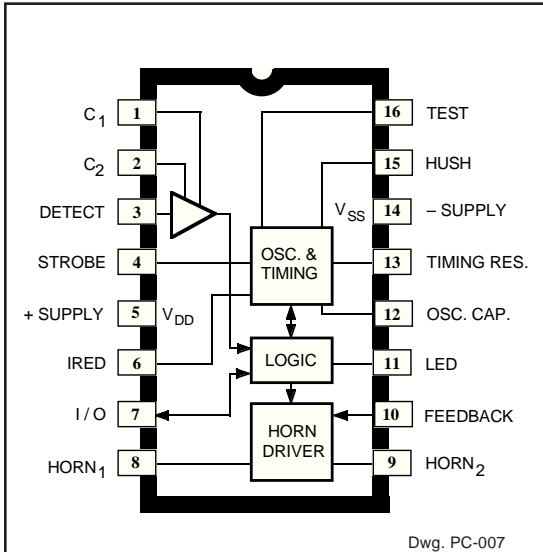 C1 1
C2 2
DETECT 3
STROBE 4
+ SUPPLY 5 VDD
IRED 6
I / O 7
HORN1 8
16 TEST
15 HUSH
VSS 14 – SUPPLY
13 TIMING RES.
12 OSC. CAP.
11 LED
10 FEEDBACK
9 HORN2
OSC. &
TIMING
LOGIC
HORN
DRIVER
Dwg. PC-007